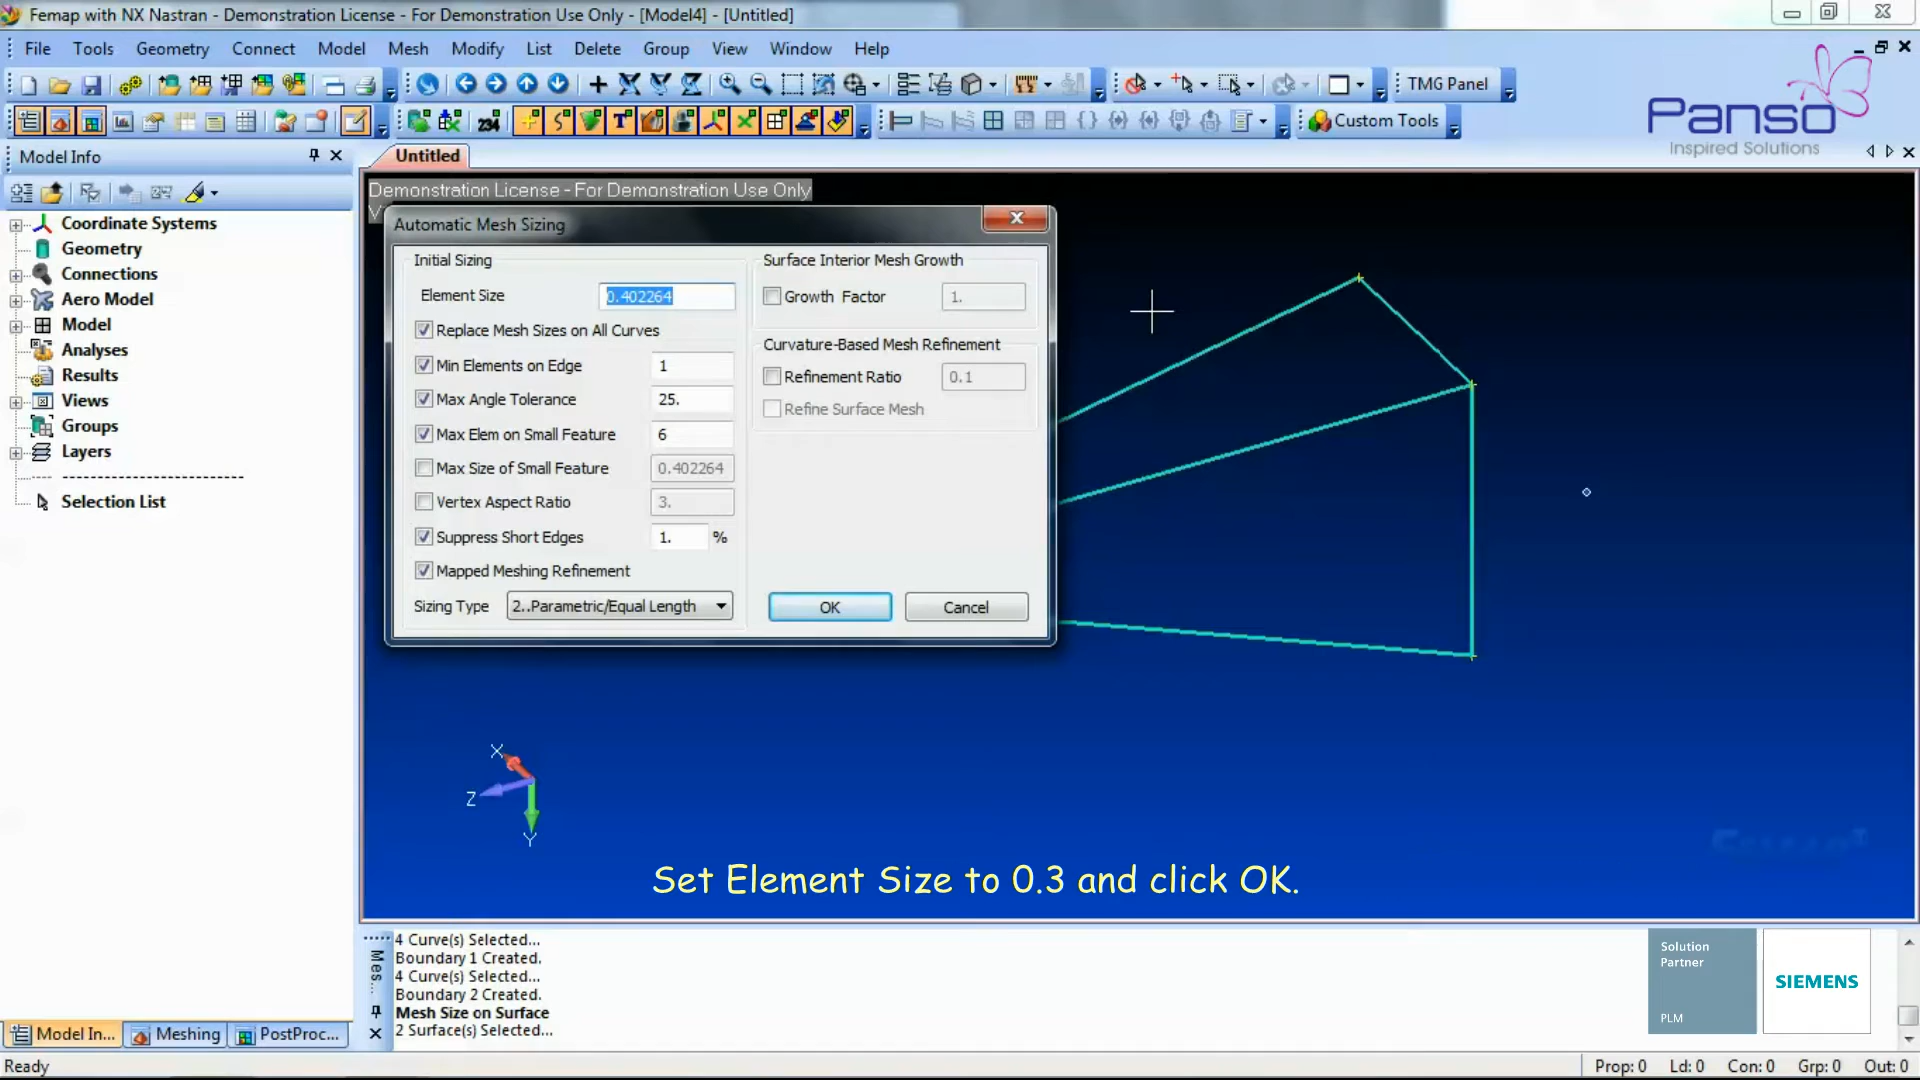 Femap with NX Nastran - Demonstration License - For Demonstration Use Only - [Model4] - [Untitled]
File Tools Geometry Connect Model Mesh Modify List Delete Group View Window Help
TMG Panel
234
Custom Tools
Panso
Inspired Solutions
Model Info
Untitled
Demonstration License - For Demonstration Use Only
Coordinate Systems
Geometry
Connections
Aero Model
Model
Analyses
Results
Views
Groups
Layers
Selection List
Automatic Mesh Sizing
Initial Sizing
Element Size 0.402264
Replace Mesh Sizes on All Curves
Min Elements on Edge 1
Max Angle Tolerance 25.
Max Elem on Small Feature 6
Max Size of Small Feature 0.402264
Vertex Aspect Ratio 3.
Suppress Short Edges 1. %
Mapped Meshing Refinement
Sizing Type 2..Parametric/Equal Length
Surface Interior Mesh Growth
Growth Factor 1.
Curvature-Based Mesh Refinement
Refinement Ratio 0.1
Refine Surface Mesh
OK Cancel
X
Z
Y
Set Element Size to 0.3 and click OK.
Mes...
4 Curve(s) Selected...
Boundary 1 Created.
4 Curve(s) Selected...
Boundary 2 Created.
Mesh Size on Surface
2 Surface(s) Selected...
Solution
Partner
PLM
SIEMENS
Model In... Meshing PostProc...
Ready
Prop: 0 Ld: 0 Con: 0 Grp: 0 Out: 0